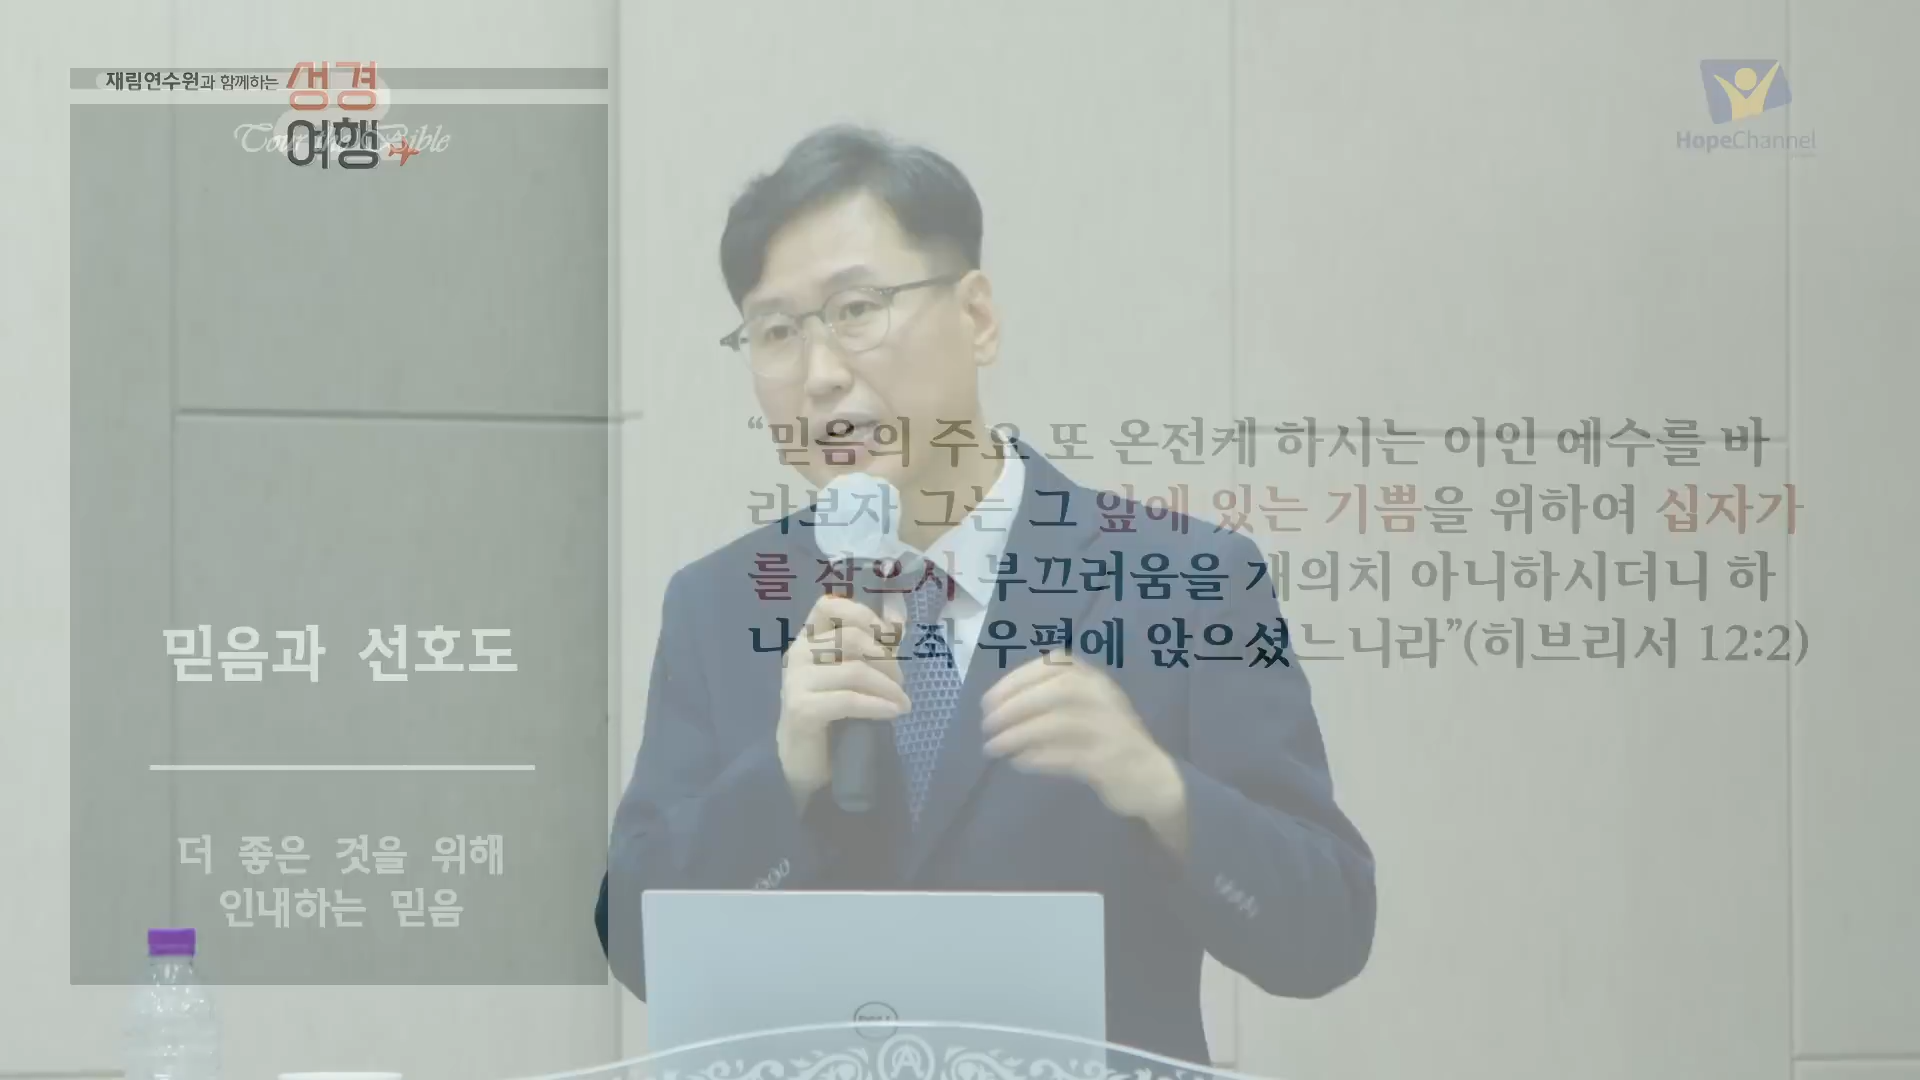 재림연수원과 함께하는
성경
여행
Tour the Bible
HopeChannel
“믿음의 주요 또 온전케 하시는 이인 예수를 바
라보자 그는 그 앞에 있는 기쁨을 위하여 십자가
를 참으사 부끄러움을 개의치 아니하시더니 하
나님 보좌 우편에 앉으셨느니라”(히브리서 12:2)
믿음과 선호도
더 좋은 것을 위해
인내하는 믿음
DELL